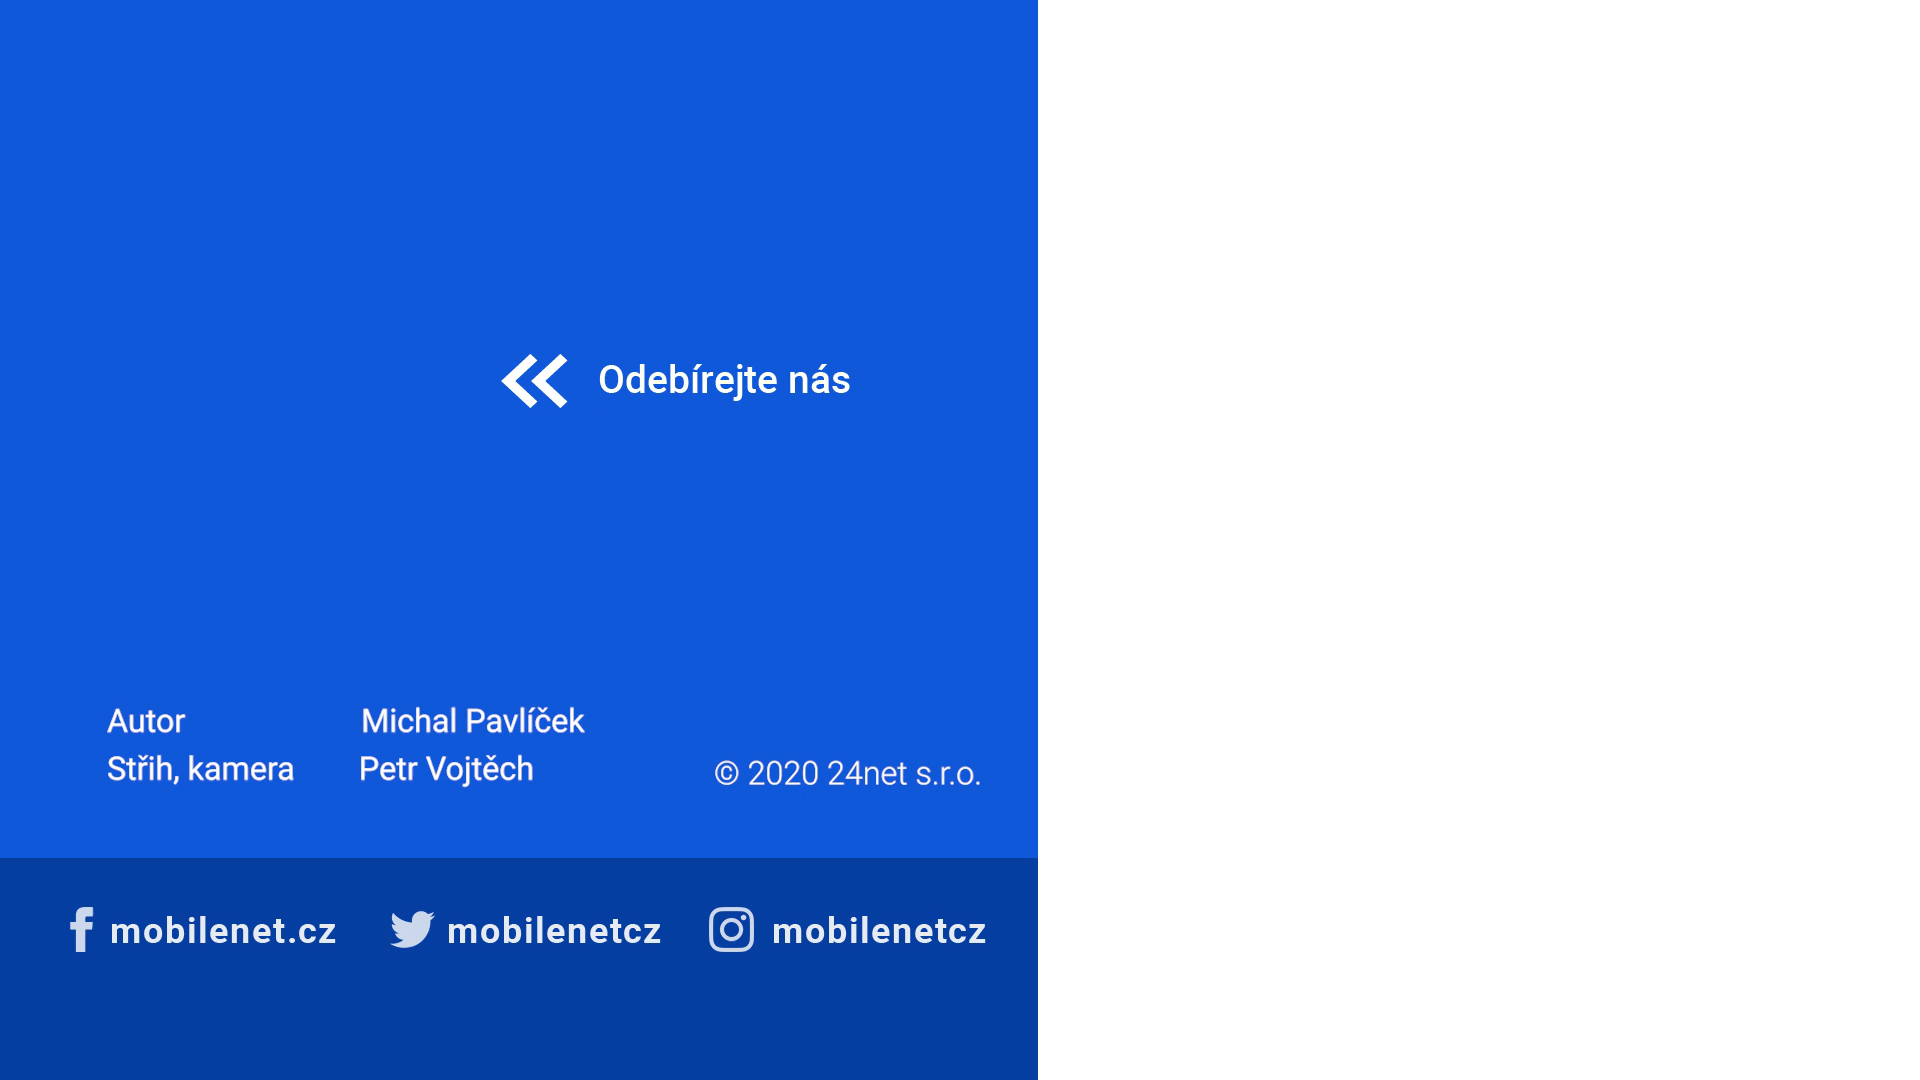 Odebírejte nás
Autor Michal Pavlíček
Střih, kamera Petr Vojtěch
© 2020 24net s.r.o.
mobilenet.cz mobilenetcz mobilenetcz